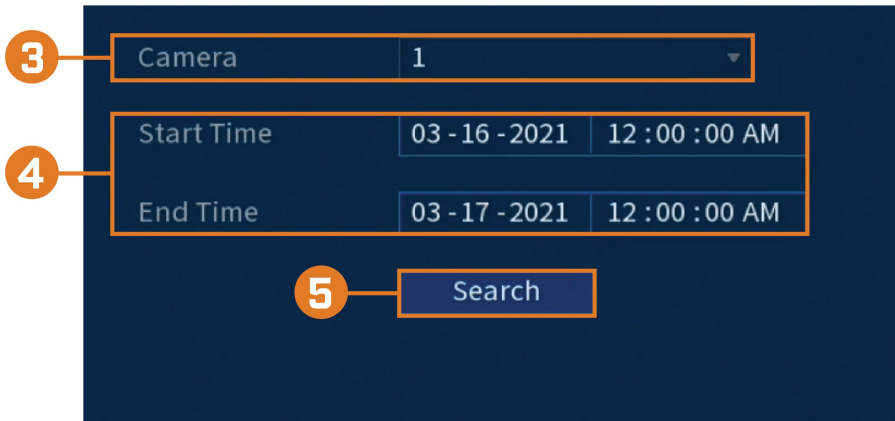 3 Camera 1
Start Time 03 - 16 - 2021 12 : 00 : 00 AM
4
End Time 03 - 17 - 2021 12 : 00 : 00 AM
5 Search